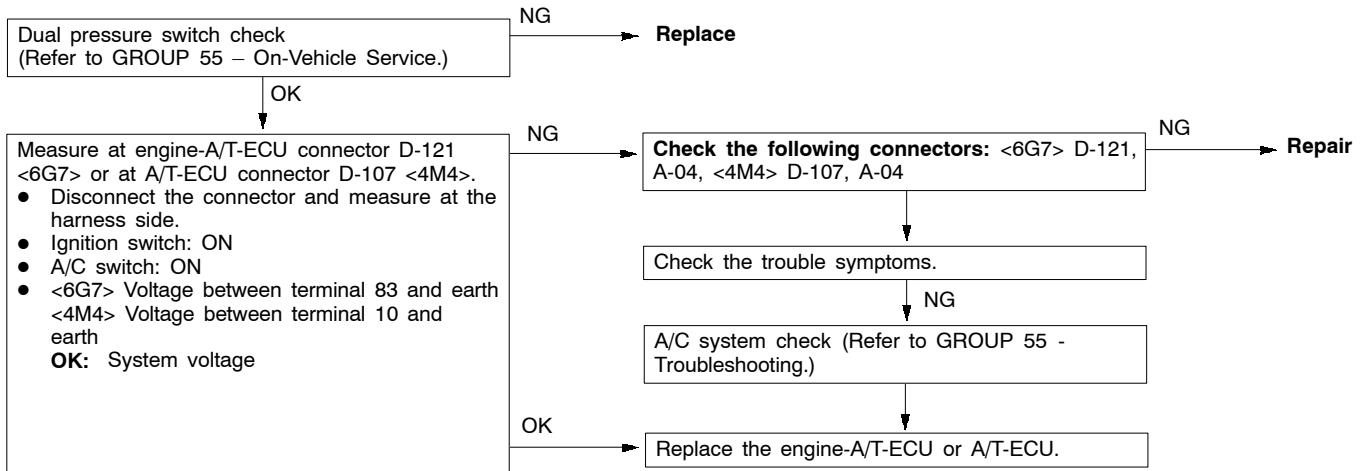 Dual pressure switch check
(Refer to GROUP 55 – On-Vehicle Service.)
NG
Replace
OK
Measure at engine-A/T-ECU connector D-121
<6G7> or at A/T-ECU connector D-107 <4M4>.
● Disconnect the connector and measure at the
harness side.
● Ignition switch: ON
● A/C switch: ON
● <6G7> Voltage between terminal 83 and earth
<4M4> Voltage between terminal 10 and
earth
OK: System voltage
NG
Check the following connectors: <6G7> D-121,
A-04, <4M4> D-107, A-04
NG
Repair
Check the trouble symptoms.
NG
A/C system check (Refer to GROUP 55 -
Troubleshooting.)
OK
Replace the engine-A/T-ECU or A/T-ECU.